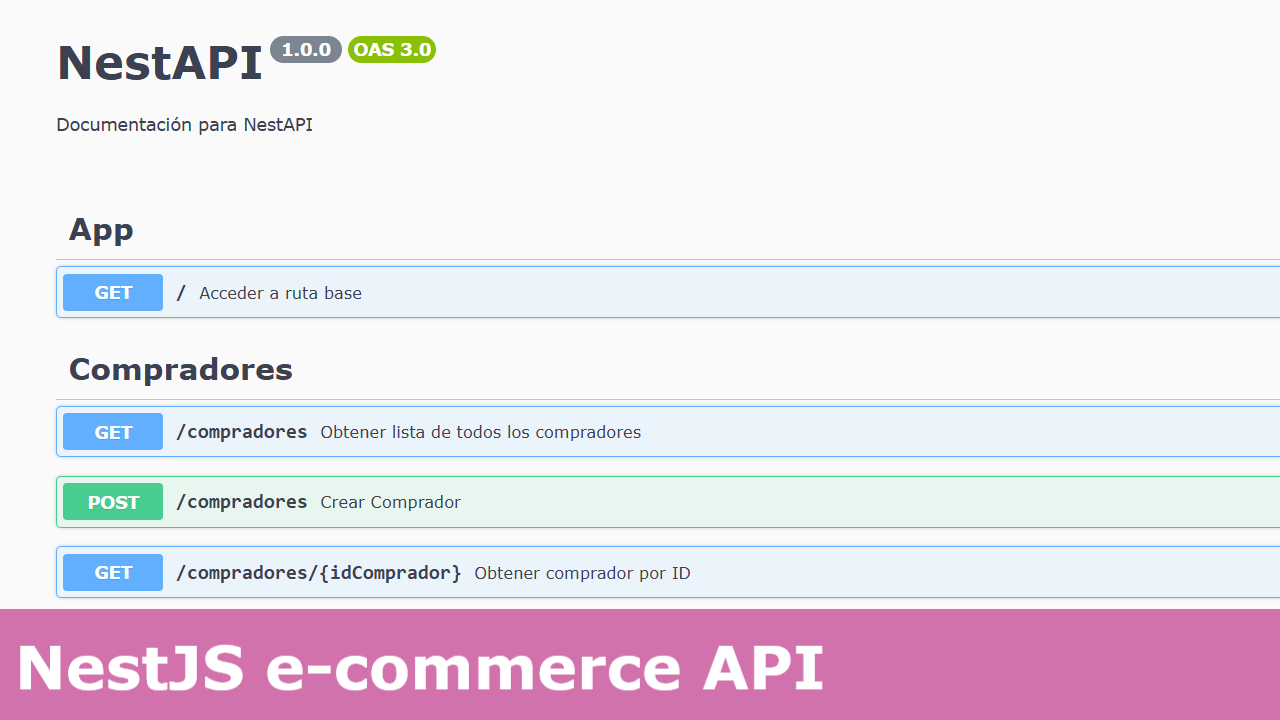 NestAPI 1.0.0 OAS 3.0
Documentación para NestAPI
App
GET / Acceder a ruta base
Compradores
GET /compradores Obtener lista de todos los compradores
POST /compradores Crear Comprador
GET /compradores/{idComprador} Obtener comprador por ID
NestJS e-commerce API